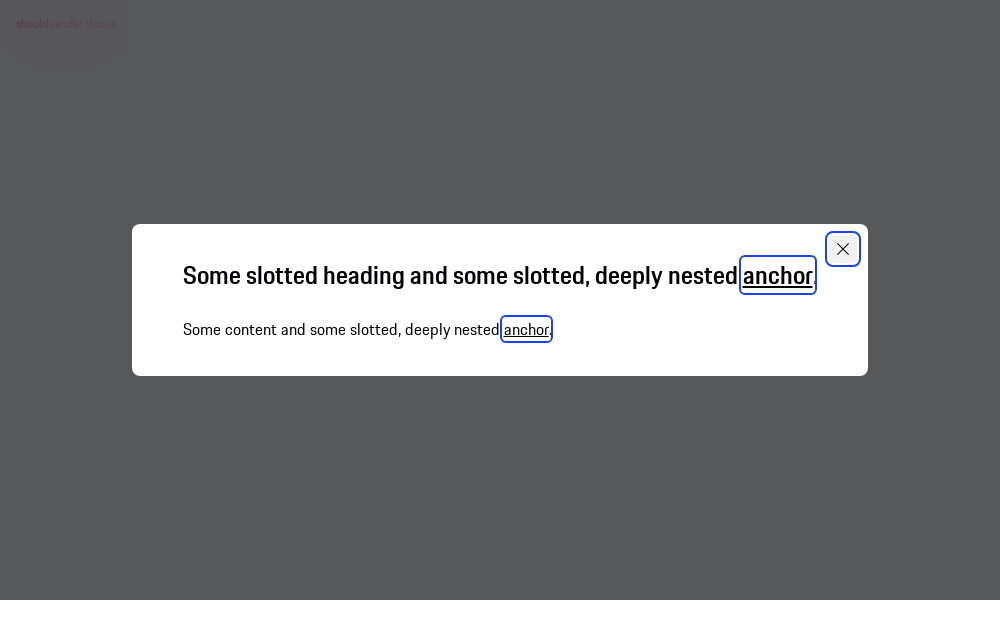 should render :focus
Some slotted heading and some slotted, deeply nested anchor.
Some content and some slotted, deeply nested anchor.